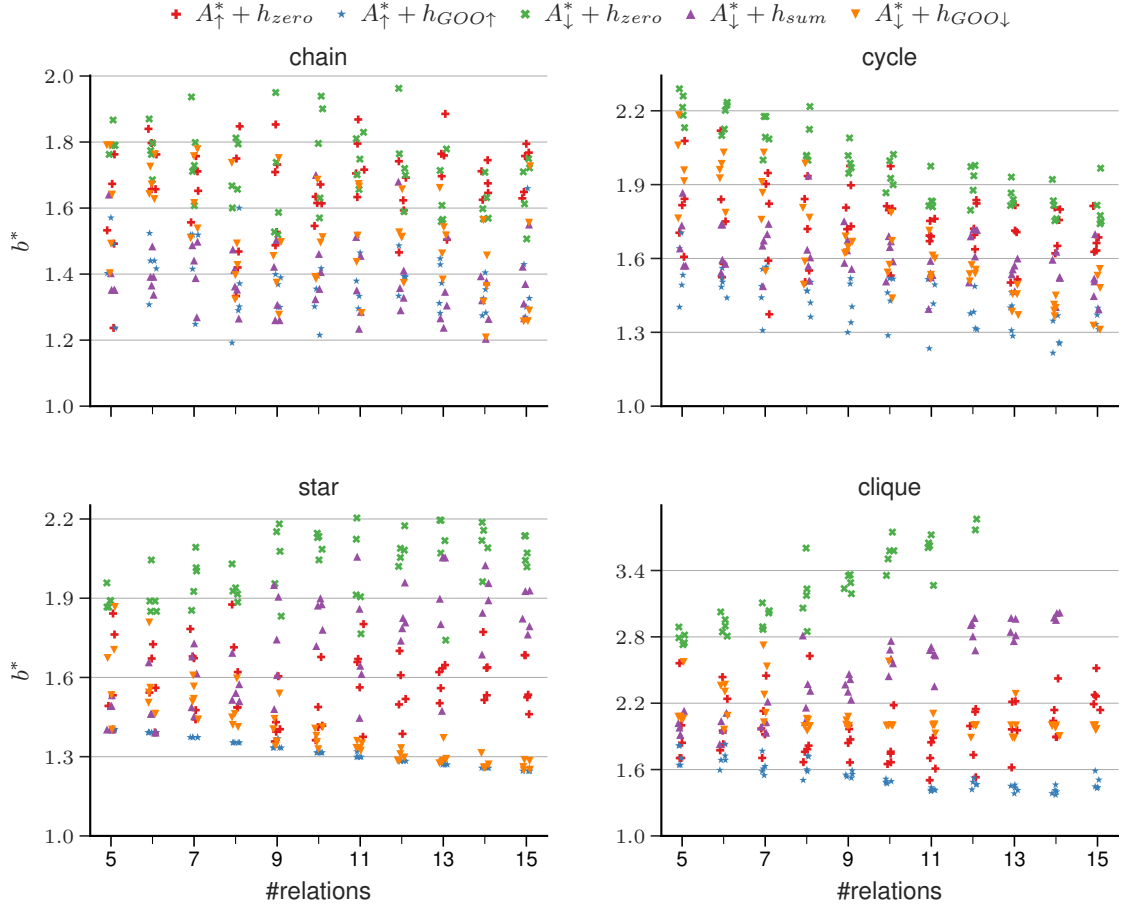 A*↑ + h_zero A*↑ + h_GOO↑ A*↓ + h_zero A*↓ + h_sum A*↓ + h_GOO↓
chain
2.0
1.8
1.6
1.4
1.2
1.0
b*
cycle
2.2
1.9
1.6
1.3
1.0
star
2.2
1.9
1.6
1.3
1.0
b*
5 7 9 11 13 15
#relations
clique
3.4
2.8
2.2
1.6
1.0
5 7 9 11 13 15
#relations